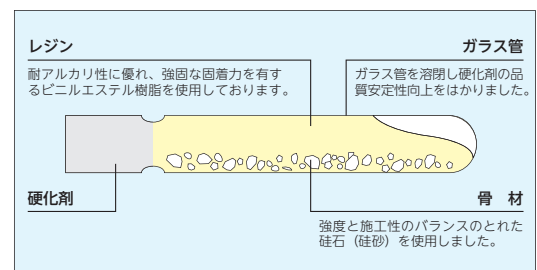 レジン
耐アルカリ性に優れ、強固な固着力を有す
るビニルエステル樹脂を使用しております。
ガラス管
ガラス管を溶閉し硬化剤の品
質安定性向上をはかりました。
硬化剤
骨　材
強度と施工性のバランスのとれた
硅石（硅砂）を使用しました。